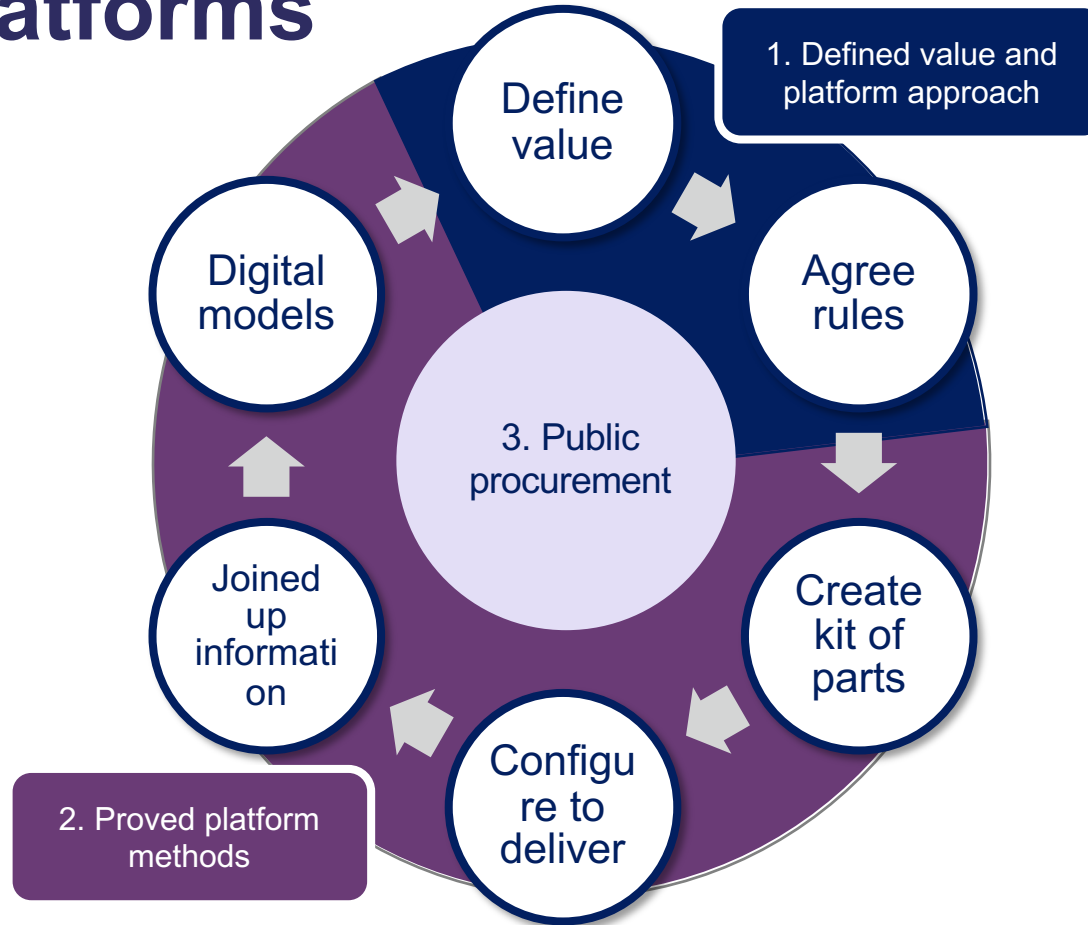 atforms
1. Defined value and
platform approach
Define
value
Agree
rules
Create
kit of
parts
Configu
re to
deliver
Joined
up
informati
on
Digital
models
3. Public
procurement
2. Proved platform
methods